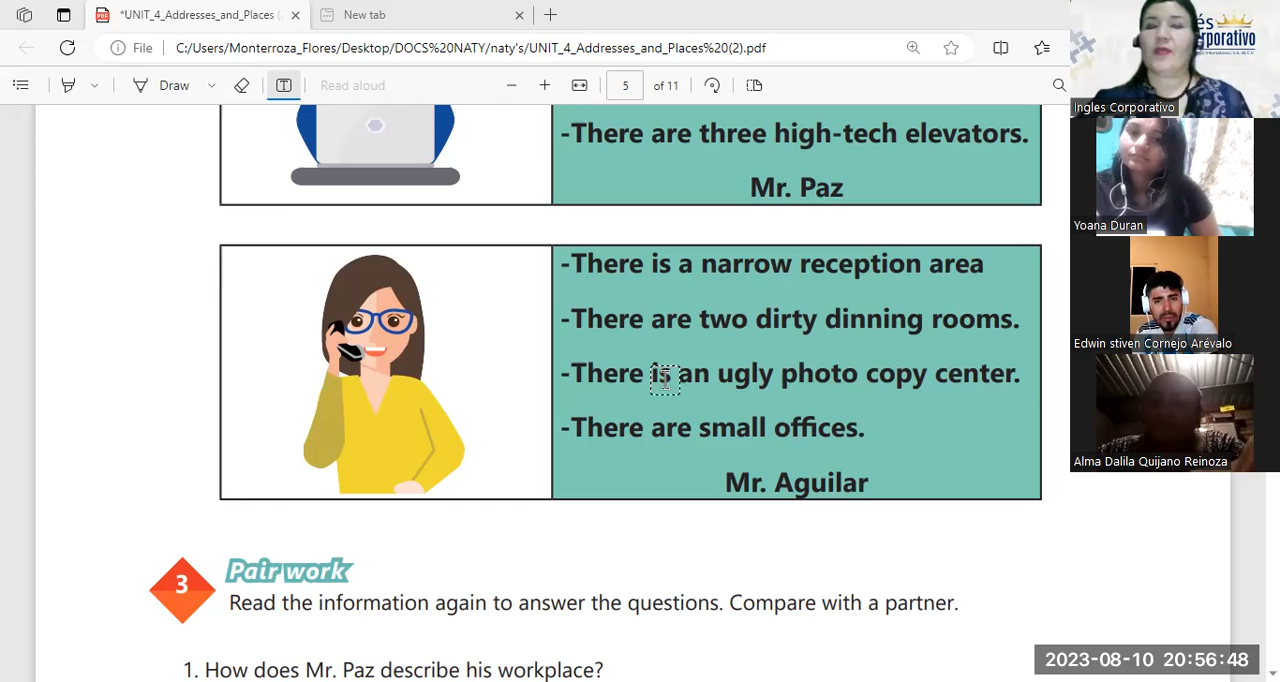 *UNIT_4_Addresses_and_Places (
New tab
File
C:/Users/Monterroza_Flores/Desktop/DOCS%20NATY/naty's/UNIT_4_Addresses_and_Places%20(2).pdf
Draw
Read aloud
5
of 11
-There are three high-tech elevators.
Mr. Paz
-There is a narrow reception area
-There are two dirty dinning rooms.
-There is an ugly photo copy center.
-There are small offices.
Mr. Aguilar
3
Pair work
Read the information again to answer the questions. Compare with a partner.
1. How does Mr. Paz describe his workplace?
Ingles Corporativo
Yoana Duran
Edwin stiven Cornejo Arévalo
Alma Dalila Quijano Reinoza
2023-08-10 20:56:48